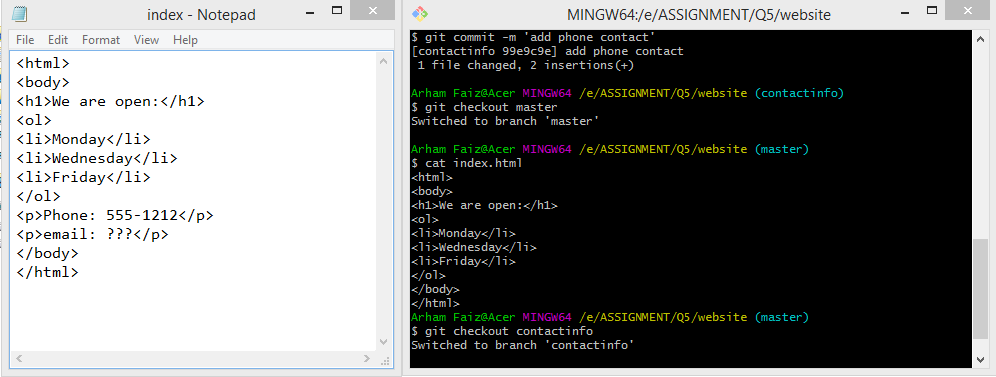 index - Notepad
File Edit Format View Help
<html>
<body>
<h1>We are open:</h1>
<ol>
<li>Monday</li>
<li>Wednesday</li>
<li>Friday</li>
</ol>
<p>Phone: 555-1212</p>
<p>email: ???</p>
</body>
</html>
MINGW64:/e/ASSIGNMENT/Q5/website
$ git commit -m 'add phone contact'
[contactinfo 99e9c9e] add phone contact
 1 file changed, 2 insertions(+)
Arham Faiz@Acer MINGW64 /e/ASSIGNMENT/Q5/website (contactinfo)
$ git checkout master
Switched to branch 'master'
Arham Faiz@Acer MINGW64 /e/ASSIGNMENT/Q5/website (master)
$ cat index.html
<html>
<body>
<h1>We are open:</h1>
<ol>
<li>Monday</li>
<li>Wednesday</li>
<li>Friday</li>
</ol>
</body>
</html>
Arham Faiz@Acer MINGW64 /e/ASSIGNMENT/Q5/website (master)
$ git checkout contactinfo
Switched to branch 'contactinfo'